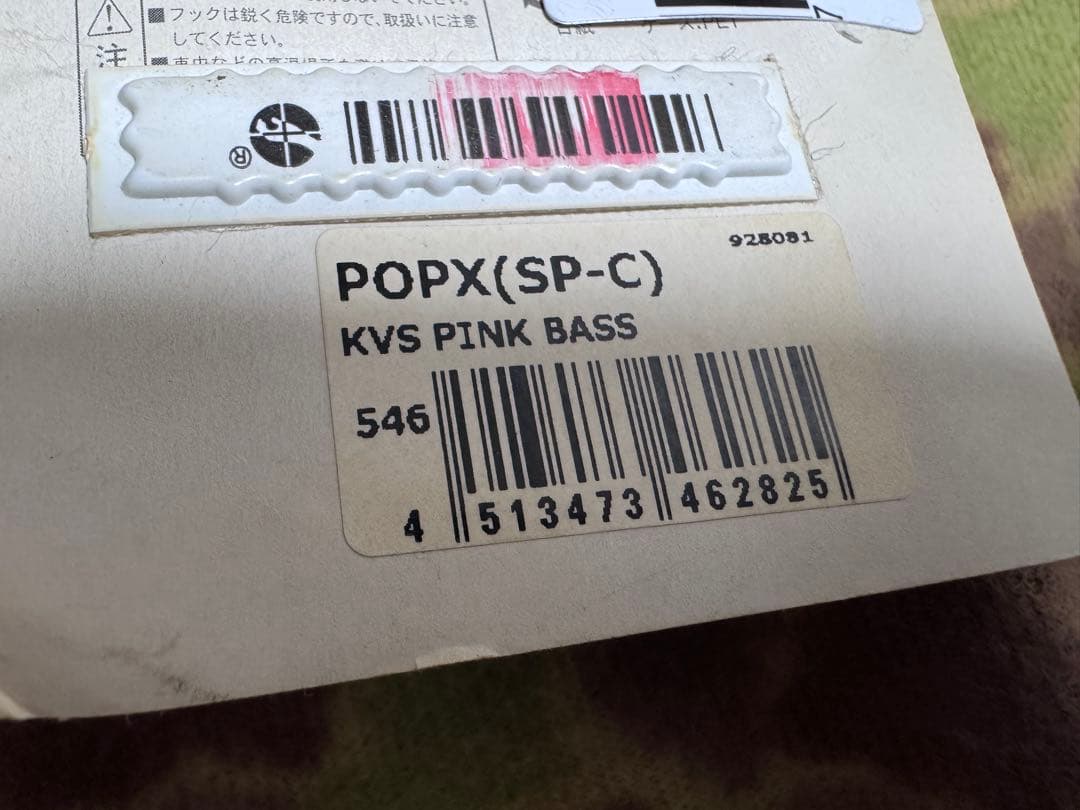 ■フックは鋭く危険ですので、取扱いに注意
してください。
注
®
925081
POPX(SP-C)
KVS PINK BASS
546
4 513473 462825